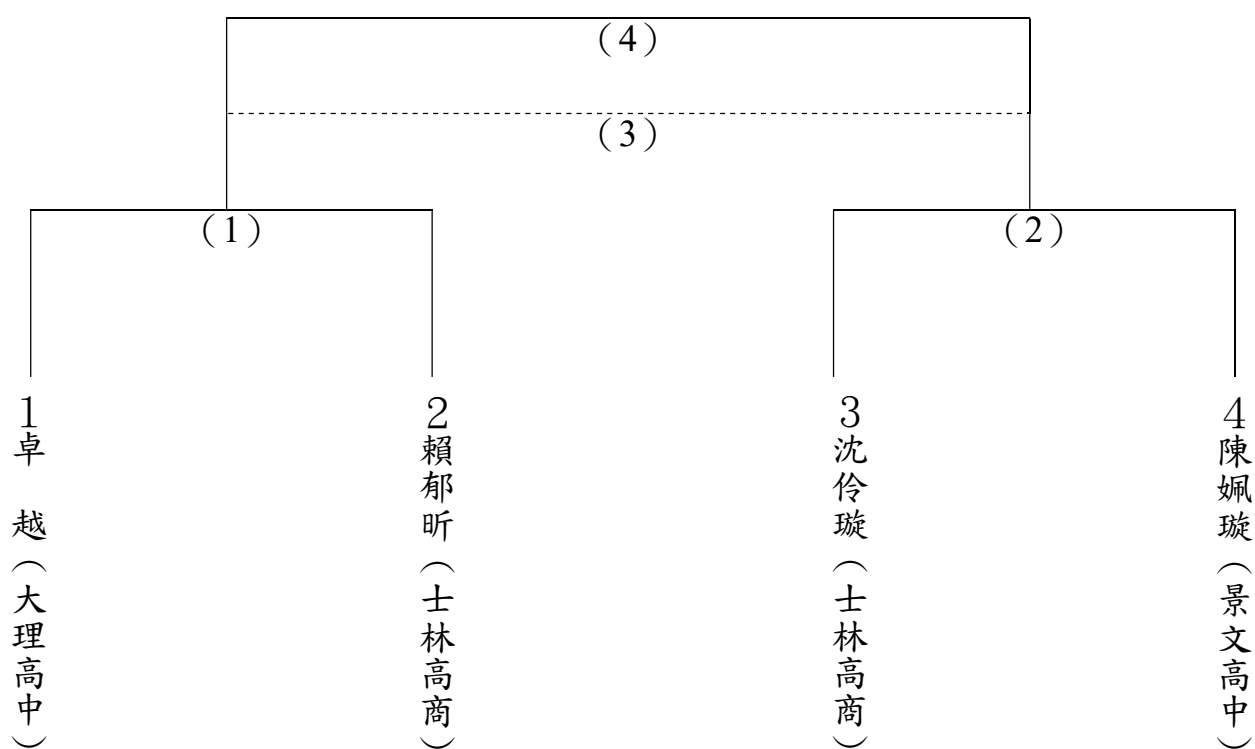 (4)
(3)
(1)
(2)
1卓 越(大理高中)
2賴郁昕(士林高商)
3沈伶璇(士林高商)
4陳姵璇(景文高中)